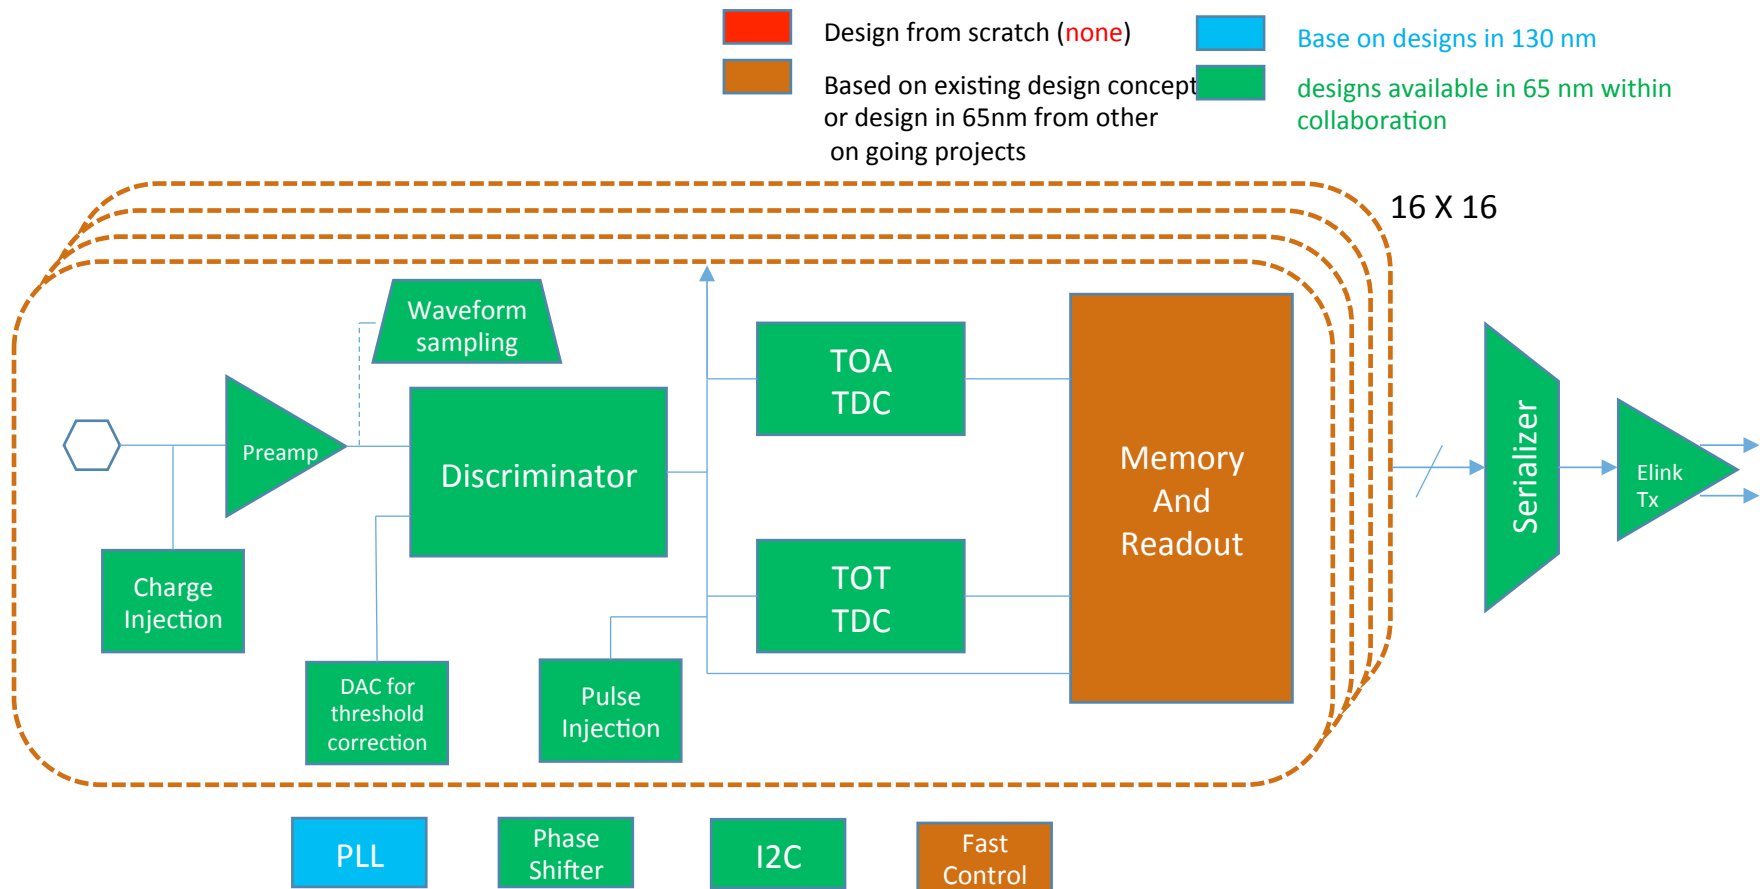 Design from scratch (none)
Base on designs in 130 nm
Based on existing design concept
or design in 65nm from other
on going projects
designs available in 65 nm within
collaboration
16 X 16
Waveform
sampling
TOA
TDC
Preamp
Discriminator
Memory
And
Readout
Serializer
Elink
Tx
Charge
Injection
TOT
TDC
DAC for
threshold
correction
Pulse
Injection
PLL
Phase
Shifter
I2C
Fast
Control